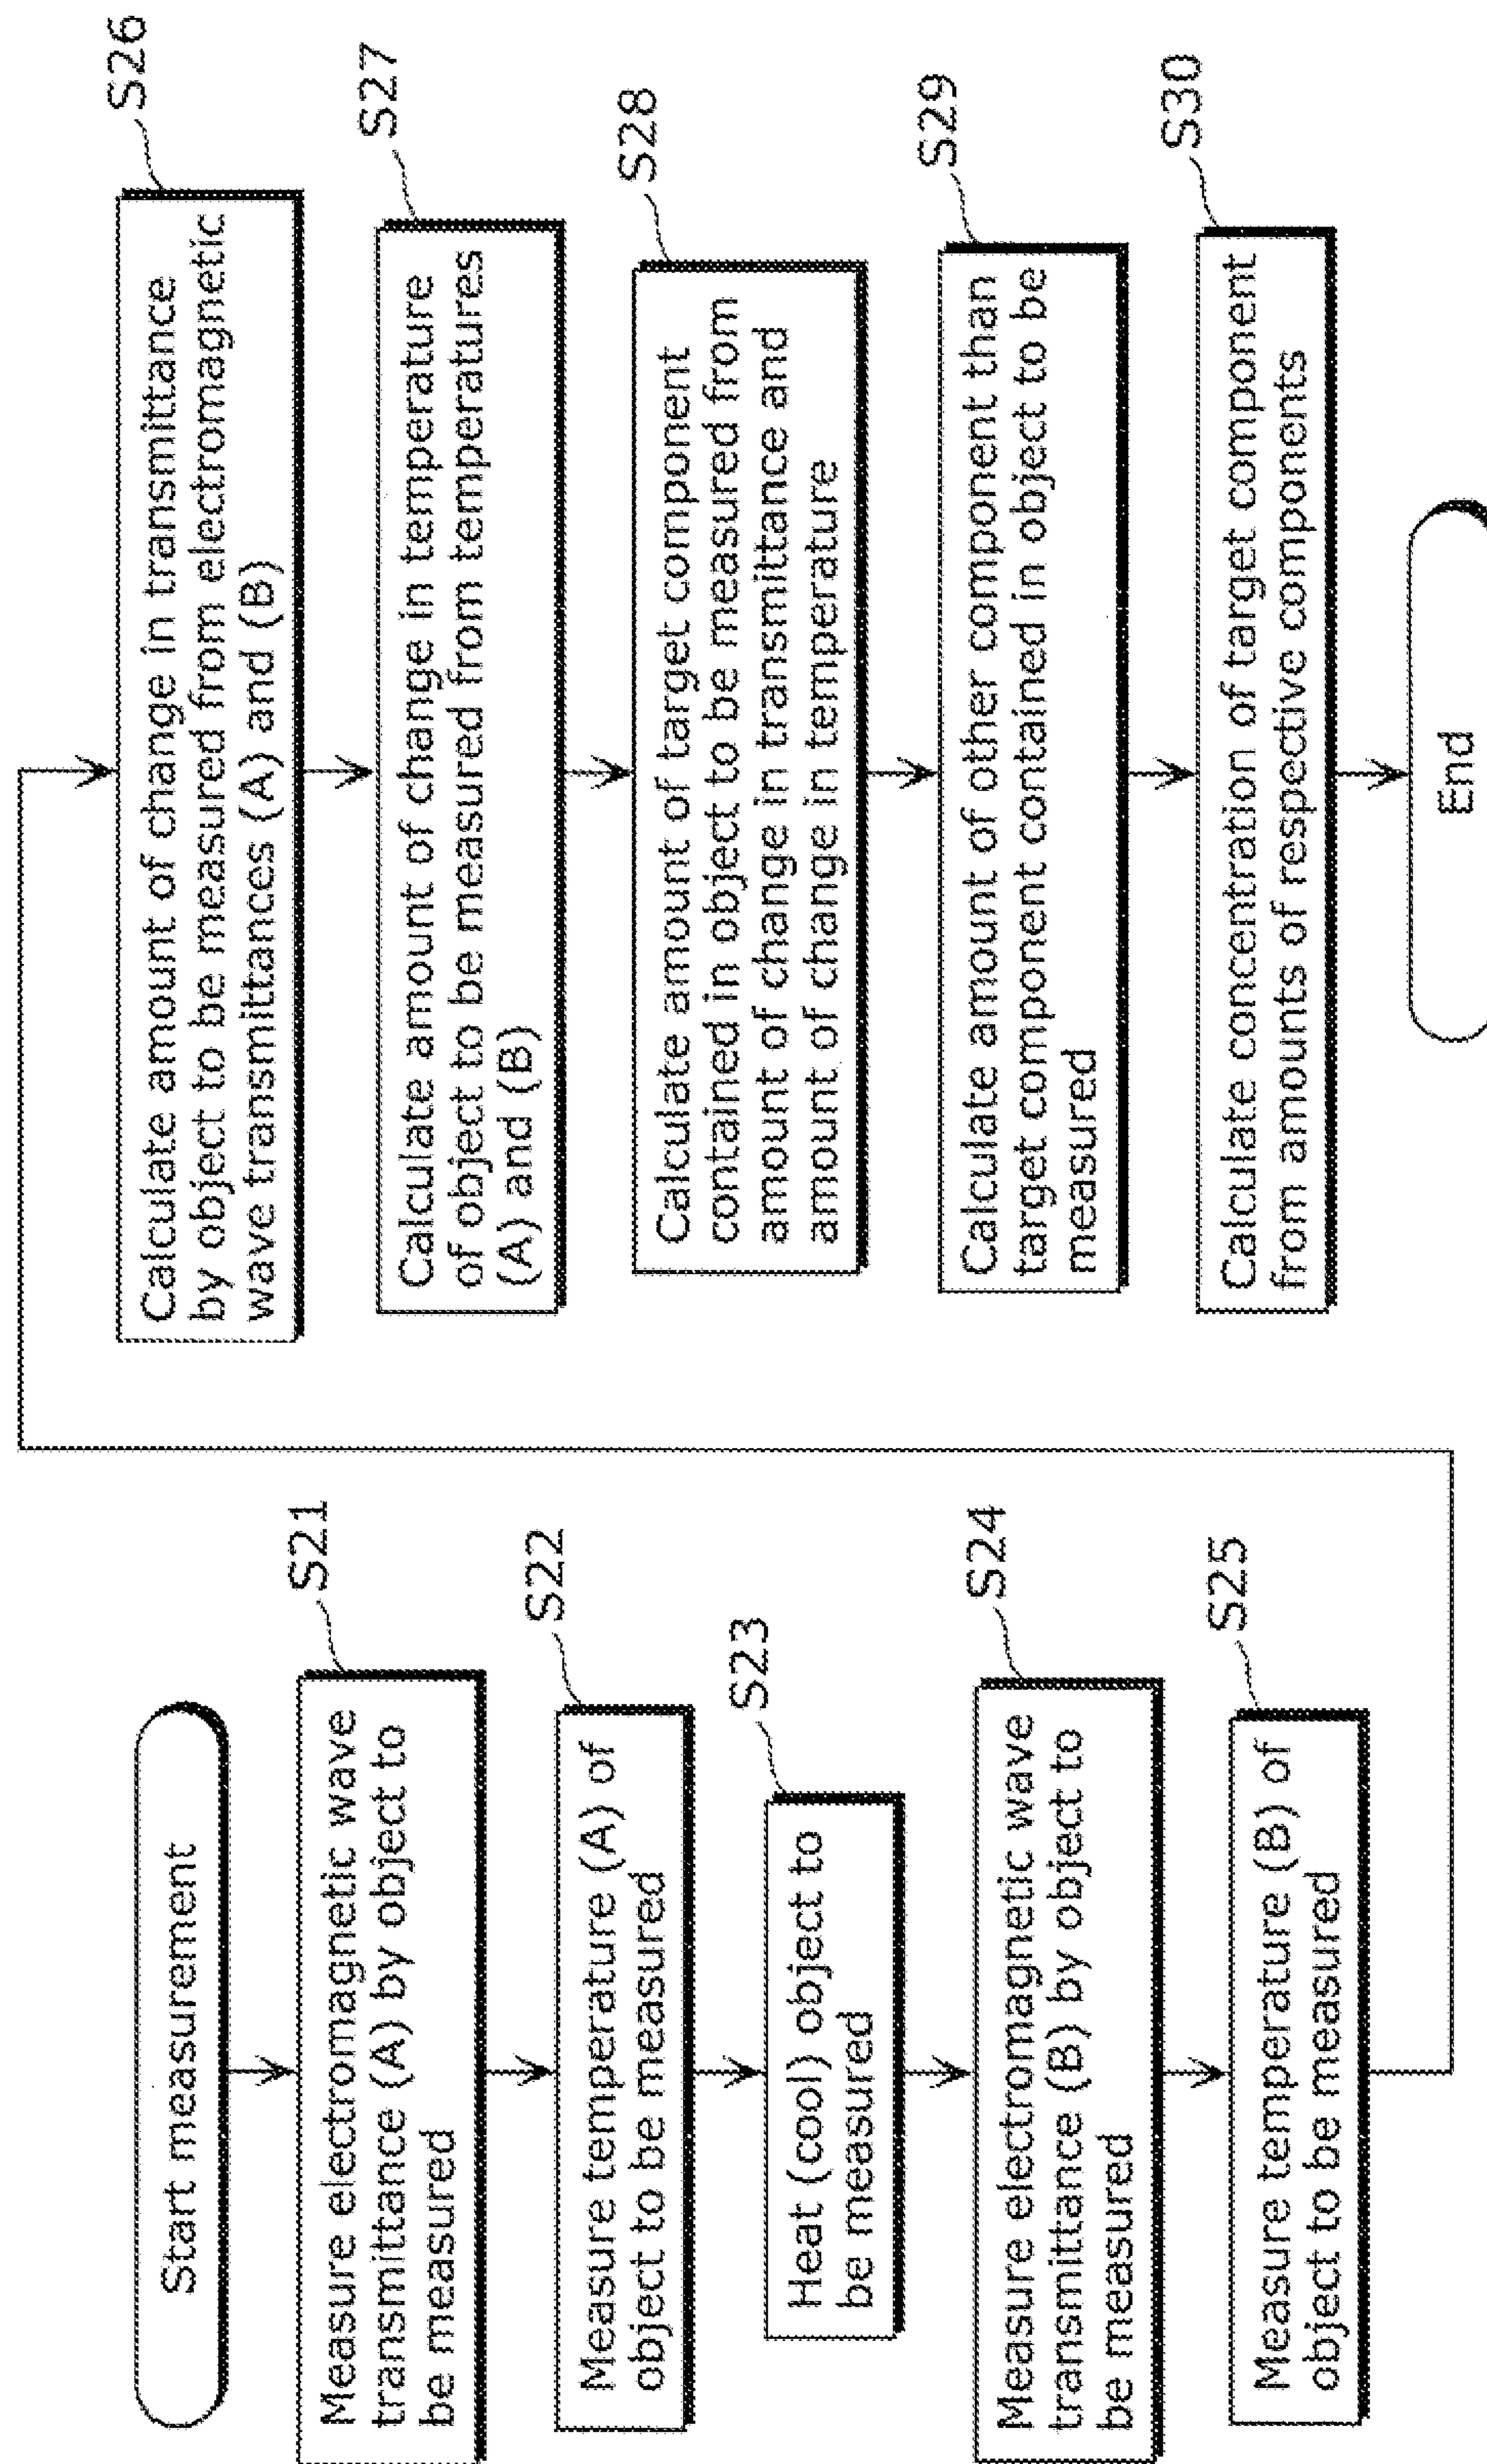 Start measurement
S21
Measure electromagnetic wave
transmittance (A) by object to
be measured
S22
Measure temperature (A) of
object to be measured
S23
Heat (cool) object to
be measured
S24
Measure electromagnetic wave
transmittance (B) by object to
be measured
S25
Measure temperature (B) of
object to be measured
S26
Calculate amount of change in transmittance
by object to be measured from electromagnetic
wave transmittances (A) and (B)
S27
Calculate amount of change in temperature
of object to be measured from temperatures
(A) and (B)
S28
Calculate amount of target component
contained in object to be measured from
amount of change in transmittance and
amount of change in temperature
S29
Calculate amount of other component than
target component contained in object to be
measured
S30
Calculate concentration of target component
from amounts of respective components
End